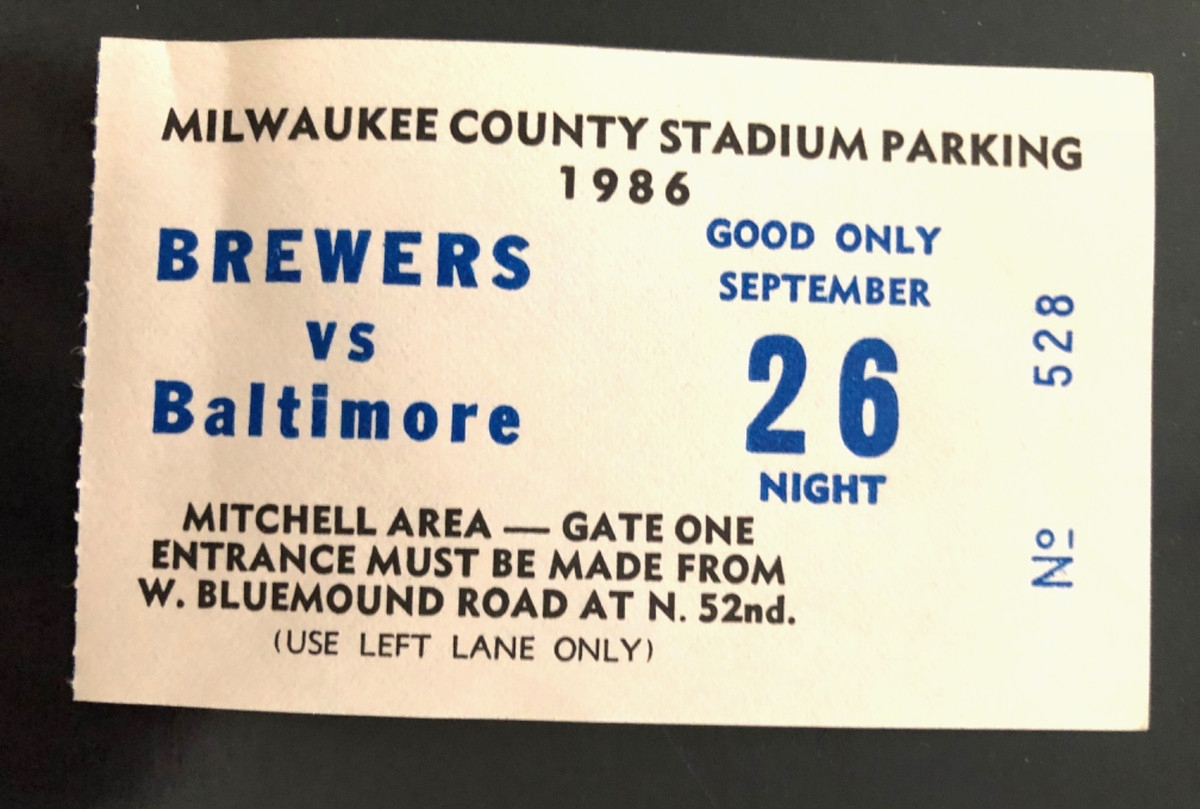 MILWAUKEE COUNTY STADIUM PARKING
1986
BREWERS
vs
Baltimore
GOOD ONLY
SEPTEMBER
26
NIGHT
MITCHELL AREA — GATE ONE
ENTRANCE MUST BE MADE FROM
W. BLUEMOUND ROAD AT N. 52nd.
(USE LEFT LANE ONLY)
Nº 528